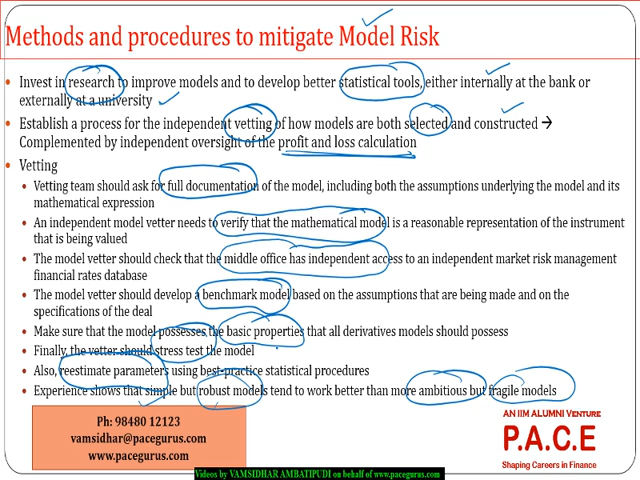 Methods and procedures to mitigate Model Risk
• Invest in research to improve models and to develop better statistical tools, either internally at the bank or
externally at a university
• Establish a process for the independent vetting of how models are both selected and constructed →
Complemented by independent oversight of the profit and loss calculation
• Vetting
• Vetting team should ask for full documentation of the model, including both the assumptions underlying the model and its
mathematical expression
• An independent model vetter needs to verify that the mathematical model is a reasonable representation of the instrument
that is being valued
• The model vetter should check that the middle office has independent access to an independent market risk management
financial rates database
• The model vetter should develop a benchmark model based on the assumptions that are being made and on the
specifications of the deal
• Make sure that the model possesses the basic properties that all derivatives models should possess
• Finally, the vetter should stress test the model
• Also, reestimate parameters using best-practice statistical procedures
• Experience shows that simple but robust models tend to work better than more ambitious but fragile models
Ph: 98480 12123
vamsidhar@pacegurus.com
www.pacegurus.com
AN IIM ALUMNI VENTURE
P.A.C.E
Shaping Careers in Finance
Videos by VAMSIDHAR AMBATIPUDI on behalf of www.pacegurus.com